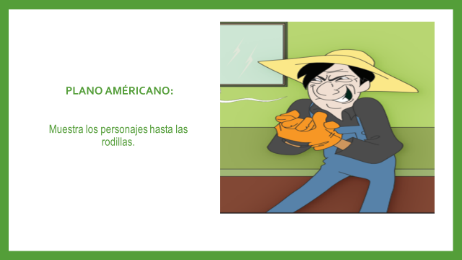 PLANO AMÉRICANO:
Muestra los personajes hasta las
rodillas.